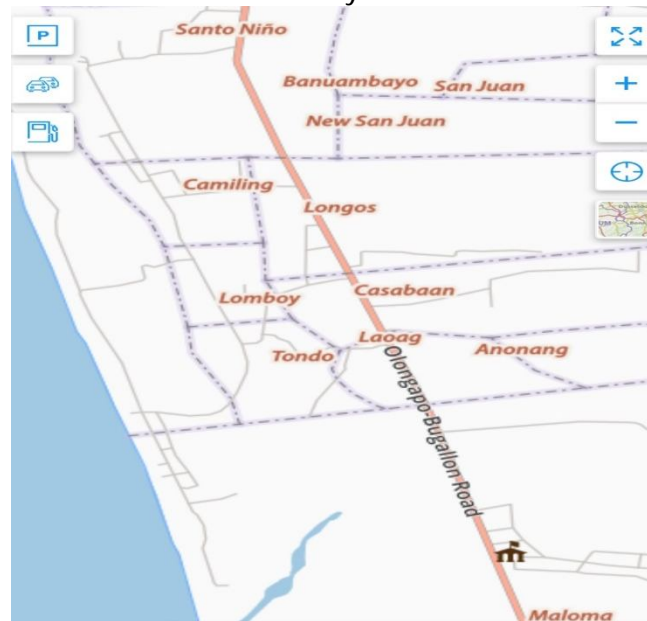 P
Santo Niño
Banuambayo
San Juan
New San Juan
Camiling
Longos
Lomboy
Casabaan
Laoag
Tondo
Anonang
Olongapo-Bugallon Road
Maloma